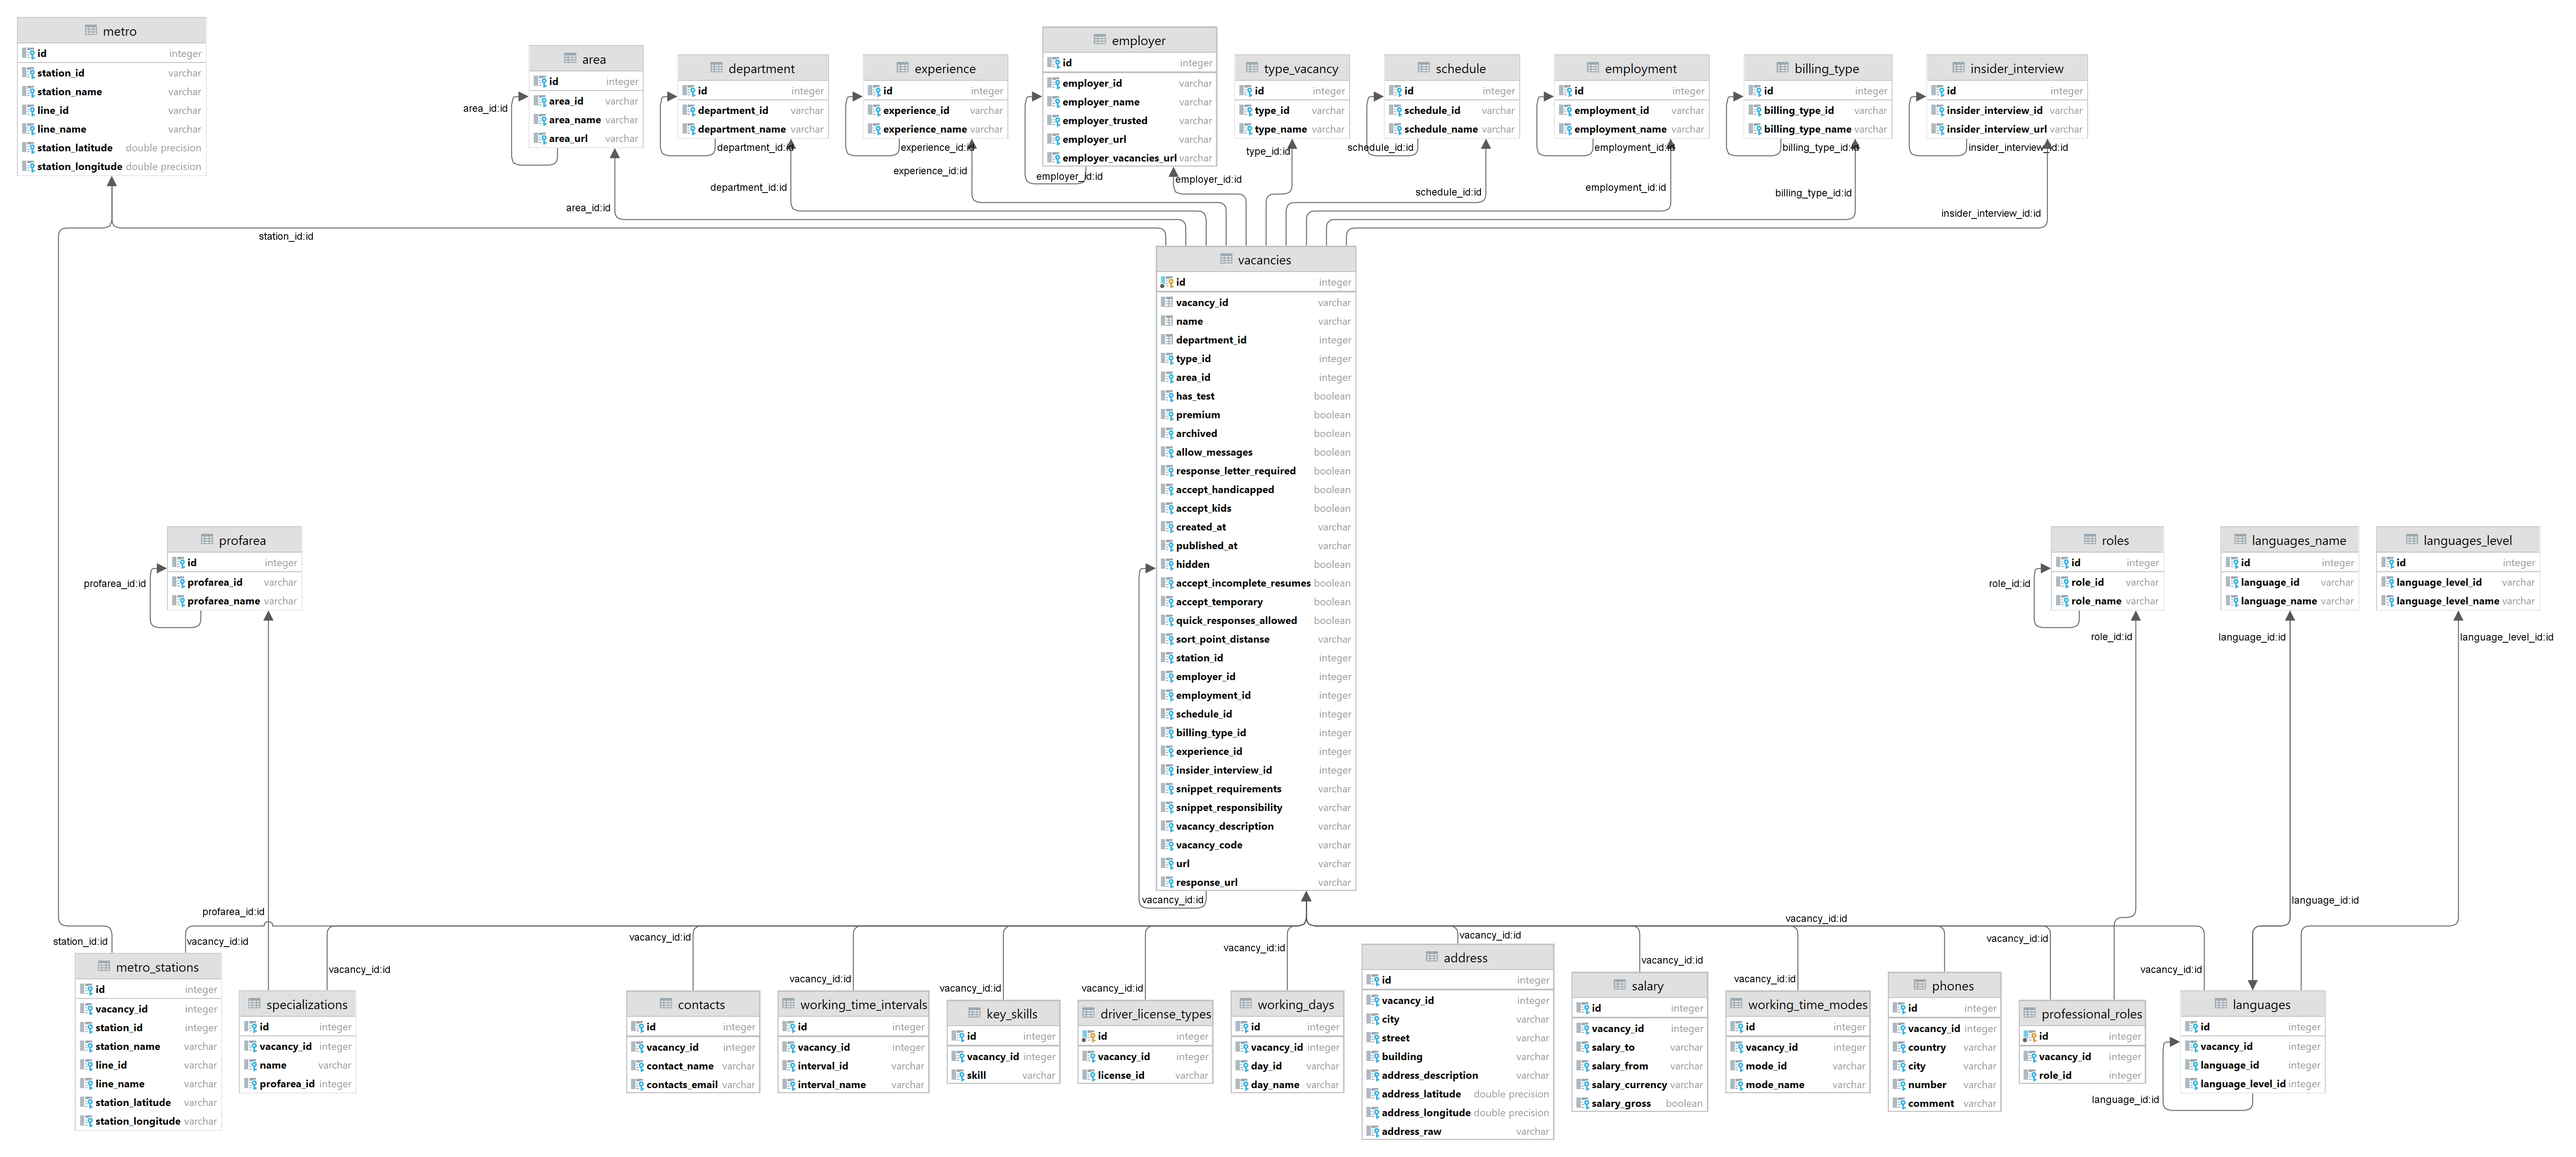 metro
id integer
station_id varchar
station_name varchar
line_id varchar
line_name varchar
station_latitude double precision
station_longitude double precision
area
id integer
area_id varchar
area_name varchar
area_url varchar
area_id:id
department
id integer
department_id varchar
department_name varchar
department_id:id
experience
id integer
experience_id varchar
experience_name varchar
experience_id:id
employer
id integer
employer_id varchar
employer_name varchar
employer_trusted varchar
employer_url varchar
employer_vacancies_url varchar
employer_id:id
type_vacancy
id integer
type_id varchar
type_name varchar
type_id:id
schedule
id integer
schedule_id varchar
schedule_name varchar
schedule_id:id
employment
id integer
employment_id varchar
employment_name varchar
employment_id:id
billing_type
id integer
billing_type_id varchar
billing_type_name varchar
billing_type_id:id
insider_interview
id integer
insider_interview_id varchar
insider_interview_url varchar
insider_interview_id:id
station_id:id
area_id:id
department_id:id
experience_id:id
employer_id:id
schedule_id:id
employment_id:id
billing_type_id:id
insider_interview_id:id
vacancies
id integer
vacancy_id varchar
name varchar
department_id integer
type_id integer
area_id integer
has_test boolean
premium boolean
archived boolean
allow_messages boolean
response_letter_required boolean
accept_handicapped boolean
accept_kids boolean
created_at varchar
published_at varchar
hidden boolean
accept_incomplete_resumes boolean
accept_temporary boolean
quick_responses_allowed boolean
sort_point_distanse varchar
station_id integer
employer_id integer
employment_id integer
schedule_id integer
billing_type_id integer
experience_id integer
insider_interview_id integer
snippet_requirements varchar
snippet_responsibility varchar
vacancy_description varchar
vacancy_code varchar
url varchar
response_url varchar
vacancy_id:id
profarea
id integer
profarea_id varchar
profarea_name varchar
profarea_id:id
roles
id integer
role_id varchar
role_name varchar
role_id:id
role_id:id
languages_name
id integer
language_id varchar
language_name varchar
language_id:id
languages_level
id integer
language_level_id varchar
language_level_name varchar
language_level_id:id
language_id:id
profarea_id:id
station_id:id
vacancy_id:id
vacancy_id:id
vacancy_id:id
vacancy_id:id
vacancy_id:id
vacancy_id:id
vacancy_id:id
vacancy_id:id
vacancy_id:id
vacancy_id:id
vacancy_id:id
vacancy_id:id
vacancy_id:id
metro_stations
id integer
vacancy_id integer
station_id integer
station_name varchar
line_id varchar
line_name varchar
station_latitude varchar
station_longitude varchar
specializations
id integer
vacancy_id integer
name varchar
profarea_id integer
contacts
id integer
vacancy_id integer
contact_name varchar
contacts_email varchar
working_time_intervals
id integer
vacancy_id integer
interval_id varchar
interval_name varchar
key_skills
id integer
vacancy_id integer
skill varchar
driver_license_types
id integer
vacancy_id integer
license_id varchar
working_days
id integer
vacancy_id integer
day_id varchar
day_name varchar
address
id integer
vacancy_id integer
city varchar
street varchar
building varchar
address_description varchar
address_latitude double precision
address_longitude double precision
address_raw varchar
salary
id integer
vacancy_id integer
salary_to varchar
salary_from varchar
salary_currency varchar
salary_gross boolean
working_time_modes
id integer
vacancy_id integer
mode_id varchar
mode_name varchar
phones
id integer
vacancy_id integer
country varchar
city varchar
number varchar
comment varchar
professional_roles
id integer
vacancy_id integer
role_id integer
languages
id integer
vacancy_id integer
language_id integer
language_level_id integer
language_id:id